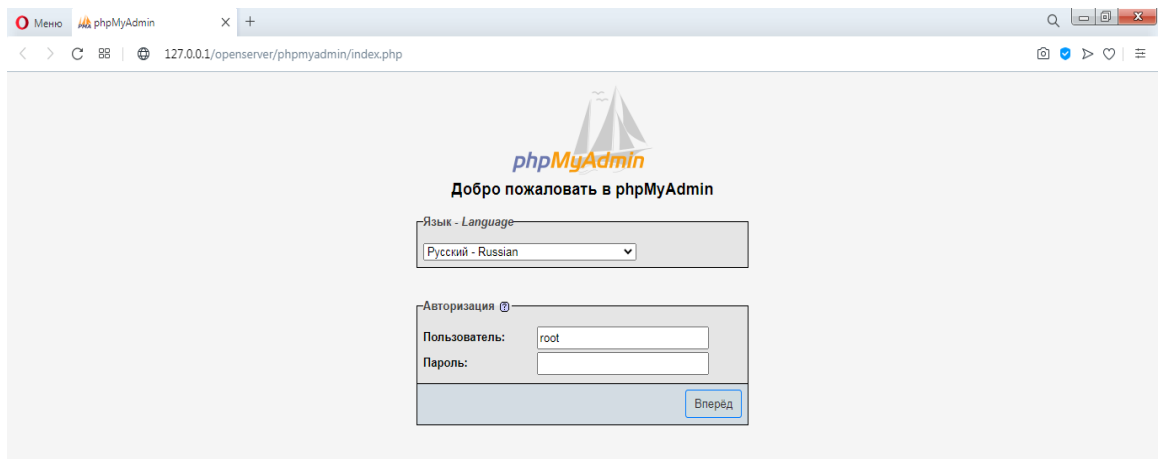 Меню phpMyAdmin
127.0.0.1/openserver/phpmyadmin/index.php
phpMyAdmin
Добро пожаловать в phpMyAdmin
Язык - Language
Русский - Russian
Авторизация
Пользователь: root
Пароль:
Вперёд